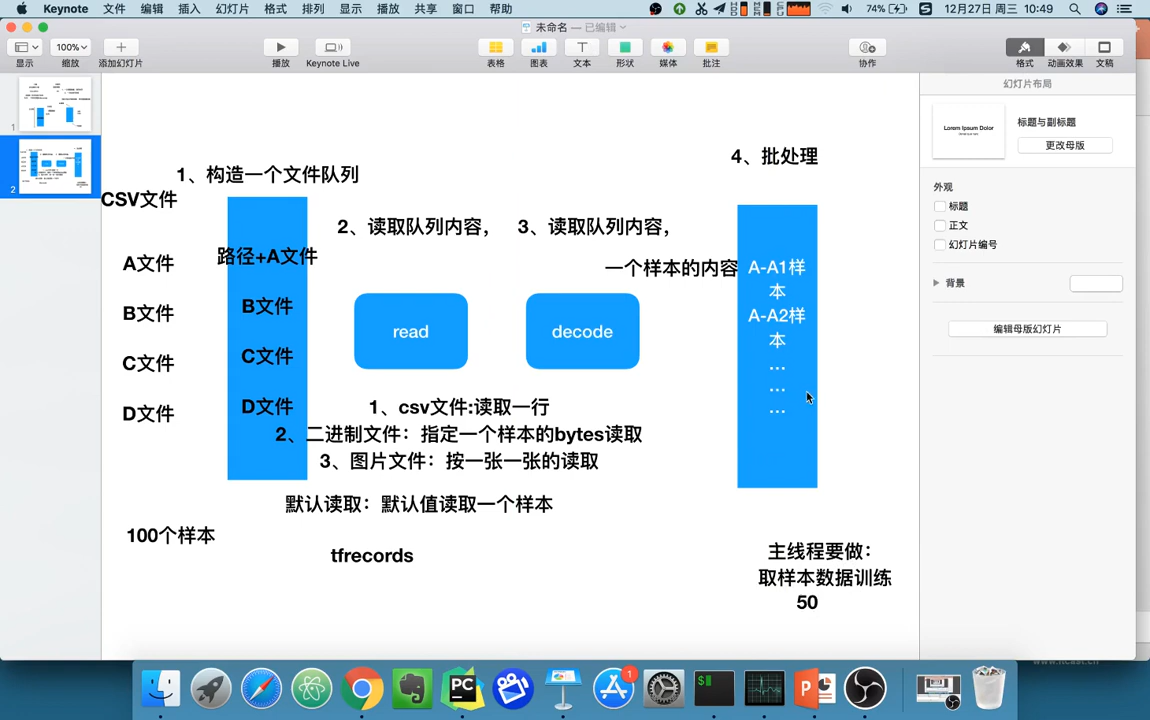 Keynote 文件 编辑 插入 幻灯片 格式 排列 显示 播放 共享 窗口 帮助 74% 12月27日 周三 10:49
未命名 — 已编辑
100%
显示 缩放 添加幻灯片 播放 Keynote Live 表格 图表 文本 形状 媒体 批注 协作 格式 动画效果 文稿
1
2
1、构造一个文件队列
CSV文件
A文件
B文件
C文件
D文件
路径+A文件
B文件
C文件
D文件
2、读取队列内容，
read
3、读取队列内容，
一个样本的内容
decode
4、批处理
A-A1样
本
A-A2样
本
...
...
...
1、csv文件:读取一行
2、二进制文件：指定一个样本的bytes读取
3、图片文件：按一张一张的读取
默认读取：默认值读取一个样本
100个样本
tfrecords
主线程要做：
取样本数据训练
50
幻灯片布局
Lorem Ipsum Dolor
标题与副标题
更改母版
外观
标题
正文
幻灯片编号
背景
编辑母版幻灯片
PC
1
$
P
www.itcast.cn